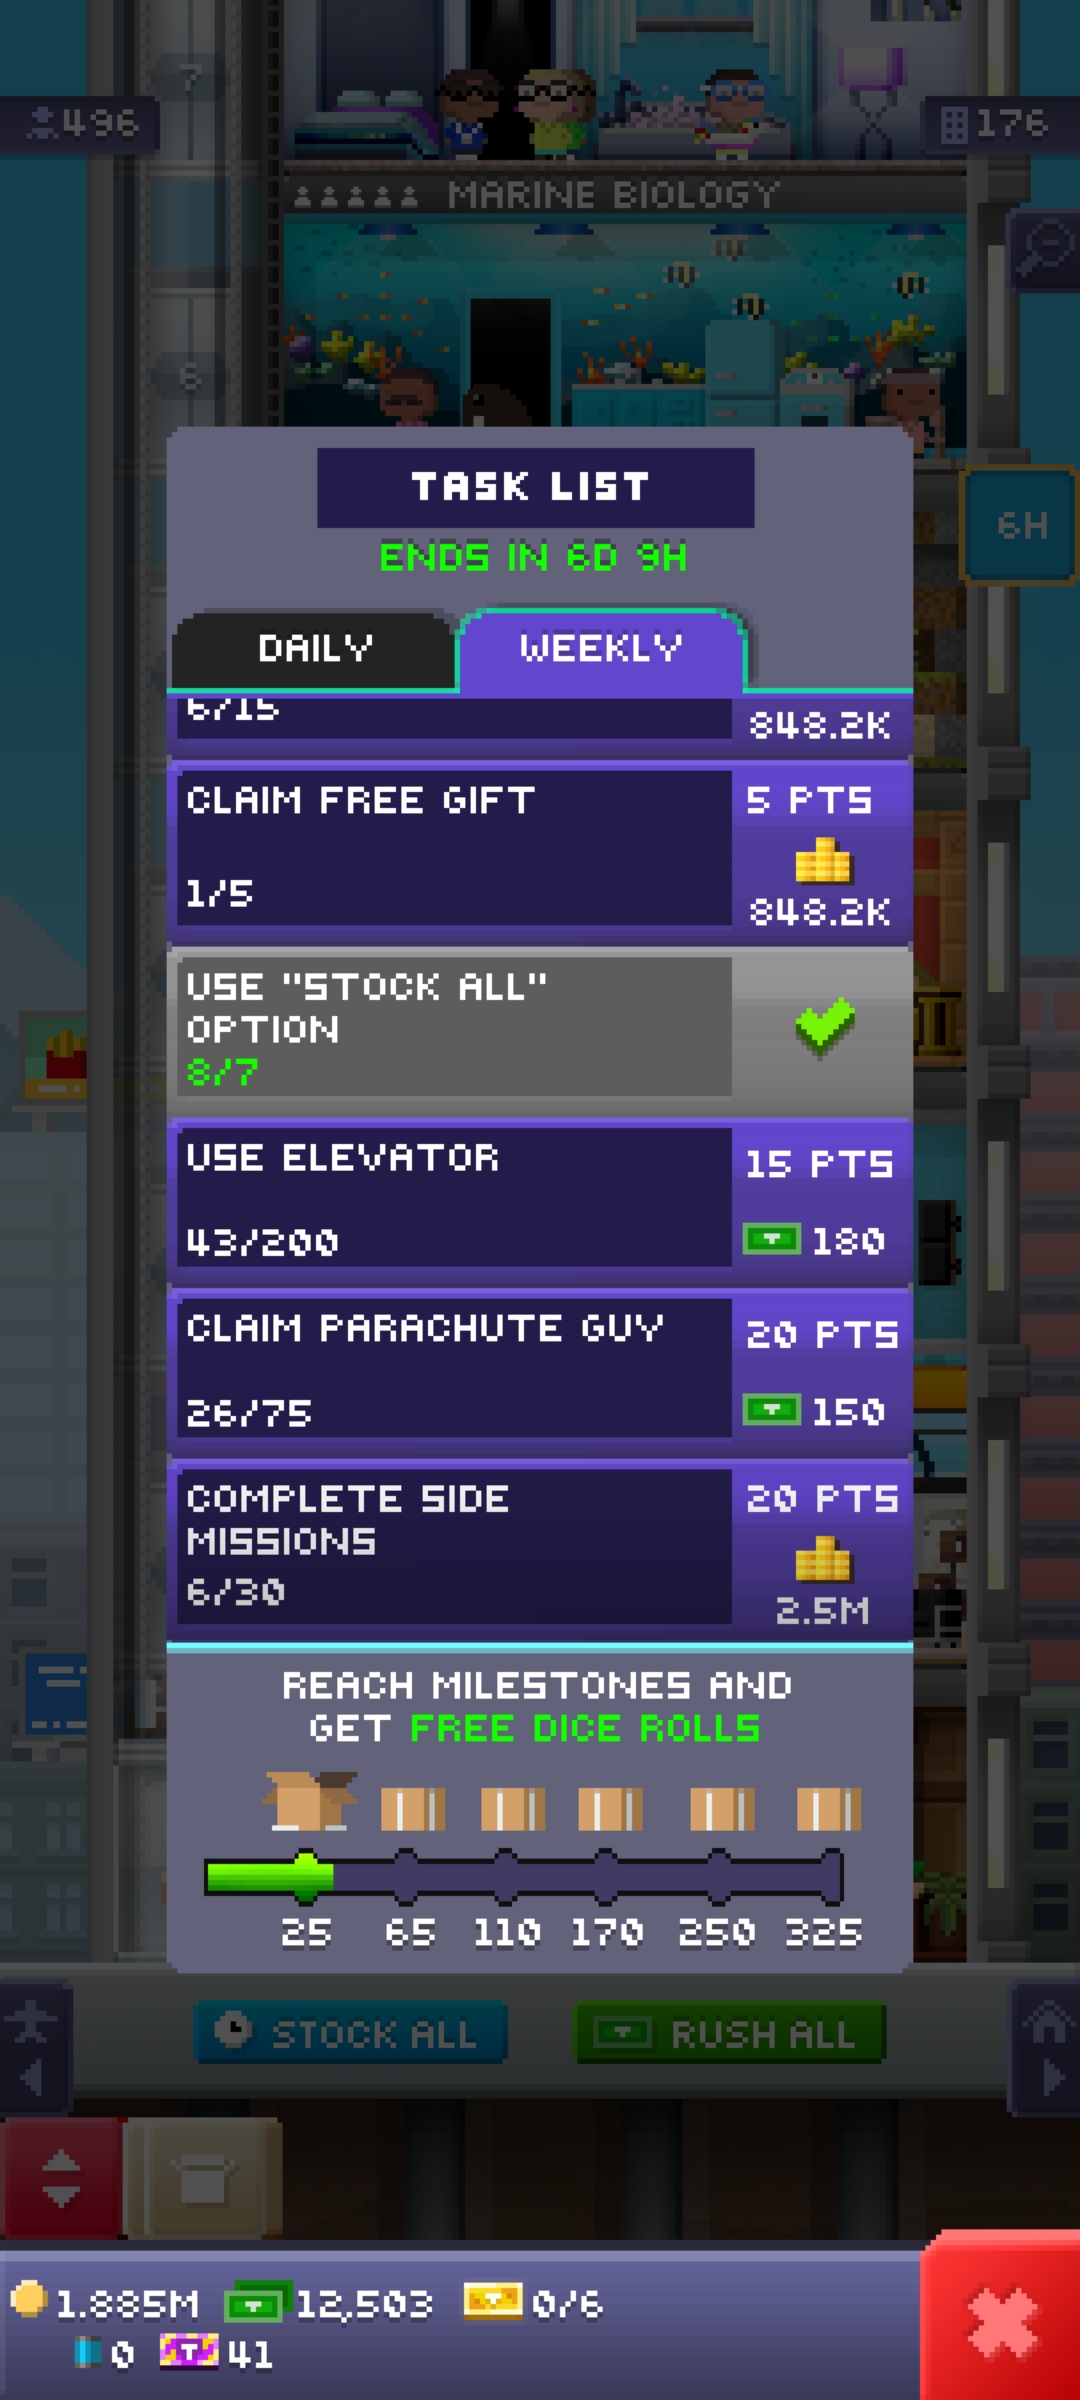 7
496
176
MARINE BIOLOGY
6
TASK LIST
ENDS IN 6D 9H
6H
DAILY
WEEKLY
6/15
848.2K
CLAIM FREE GIFT
5 PTS
1/5
848.2K
USE "STOCK ALL"
OPTION
8/7
USE ELEVATOR
15 PTS
43/200
180
CLAIM PARACHUTE GUY
20 PTS
26/75
150
COMPLETE SIDE
MISSIONS
20 PTS
6/30
2.5M
REACH MILESTONES AND
GET FREE DICE ROLLS
25 65 110 170 250 325
STOCK ALL
RUSH ALL
1.885M 12,503 0/6
0 41